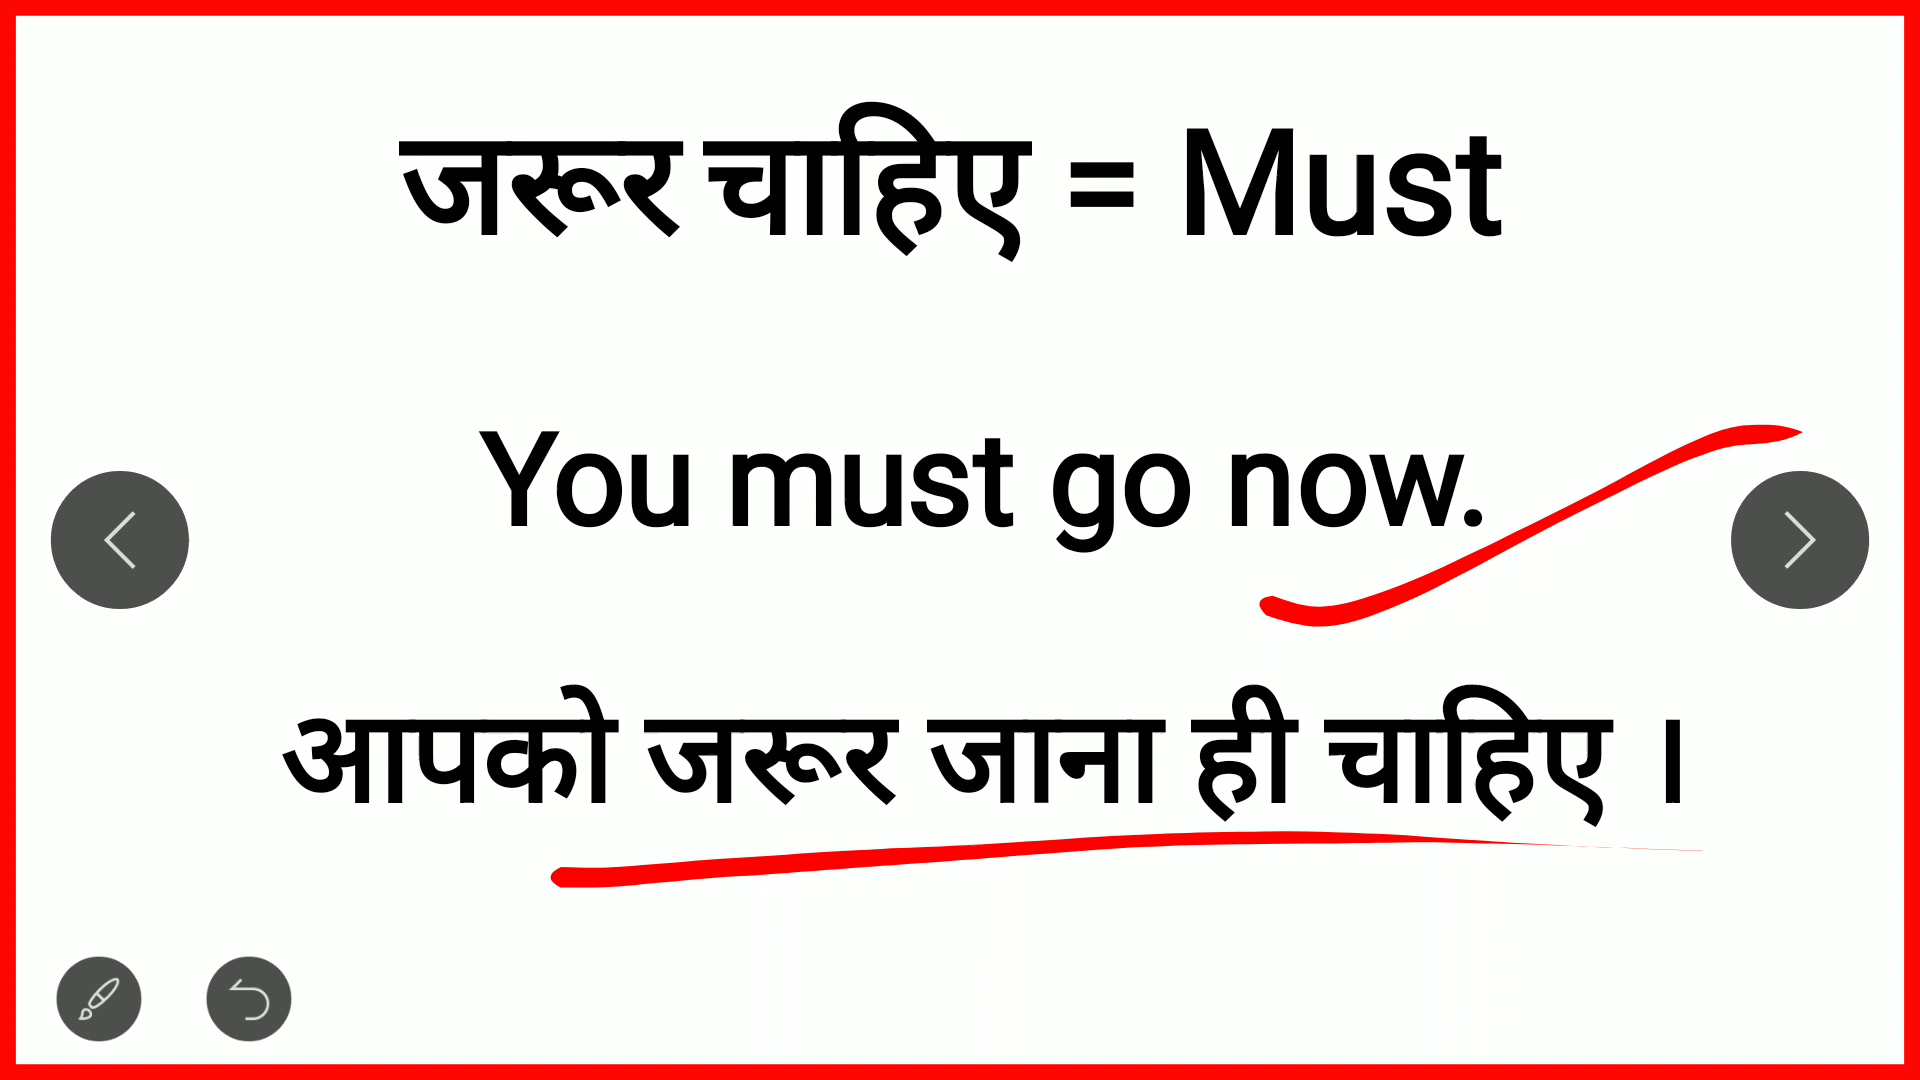 जरूर चाहिए = Must
You must go now.
आपको जरूर जाना ही चाहिए ।